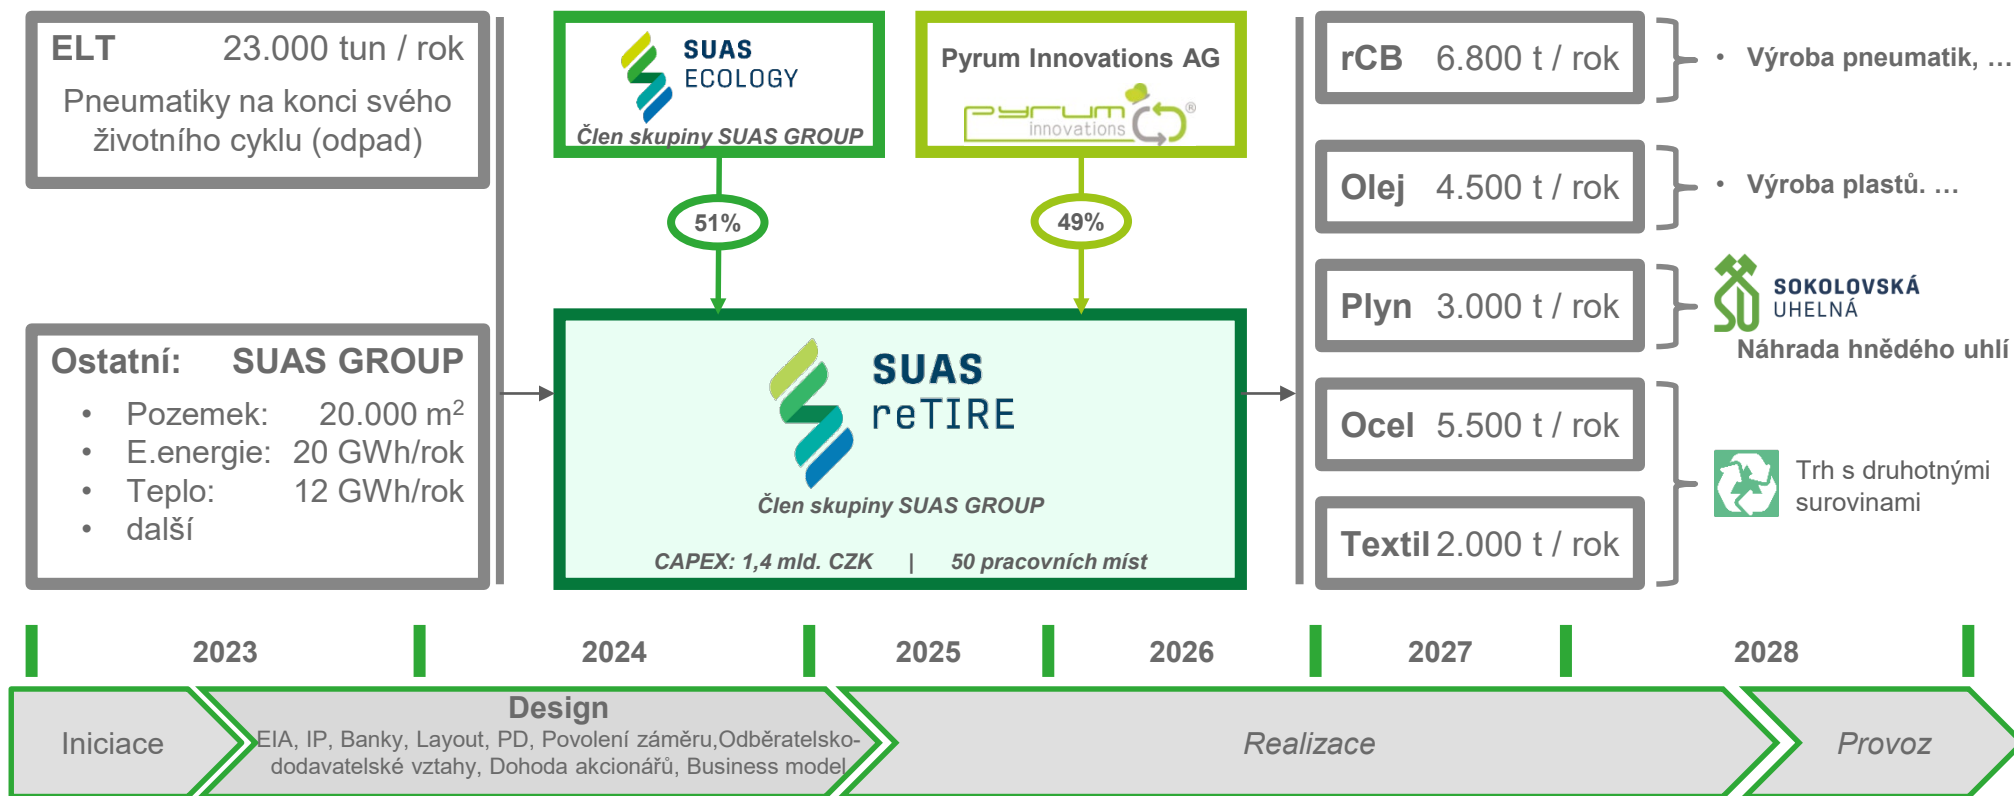 ELT 23.000 tun / rok
Pneumatiky na konci svého
životního cyklu (odpad)
Ostatní: SUAS GROUP
• Pozemek: 20.000 m²
• E.energie: 20 GWh/rok
• Teplo: 12 GWh/rok
• další
SUAS
ECOLOGY
Člen skupiny SUAS GROUP
Pyrum Innovations AG
pyrum
innovations
®
51%
49%
SUAS
reTIRE
Člen skupiny SUAS GROUP
CAPEX: 1,4 mld. CZK | 50 pracovních míst
rCB 6.800 t / rok
• Výroba pneumatik, …
Olej 4.500 t / rok
• Výroba plastů. …
Plyn 3.000 t / rok
SOKOLOVSKÁ
UHELNÁ
Náhrada hnědého uhlí
Ocel 5.500 t / rok
Textil 2.000 t / rok
Trh s druhotnými
surovinami
2023 2024 2025 2026 2027 2028
Iniciace
Design
EIA, IP, Banky, Layout, PD, Povolení záměru,Odběratelsko-
dodavatelské vztahy, Dohoda akcionářů, Business model
Realizace
Provoz